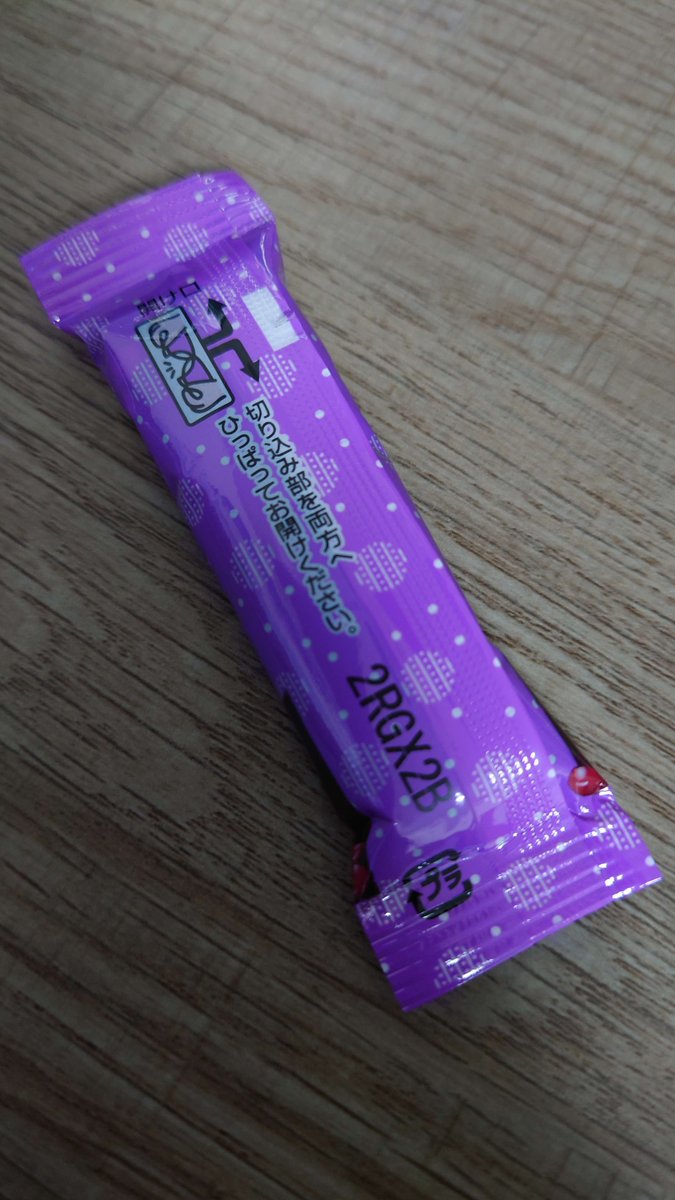 開け口
切り込み部を両方へ
ひっぱってお開けください。
2RGX2B
プラ